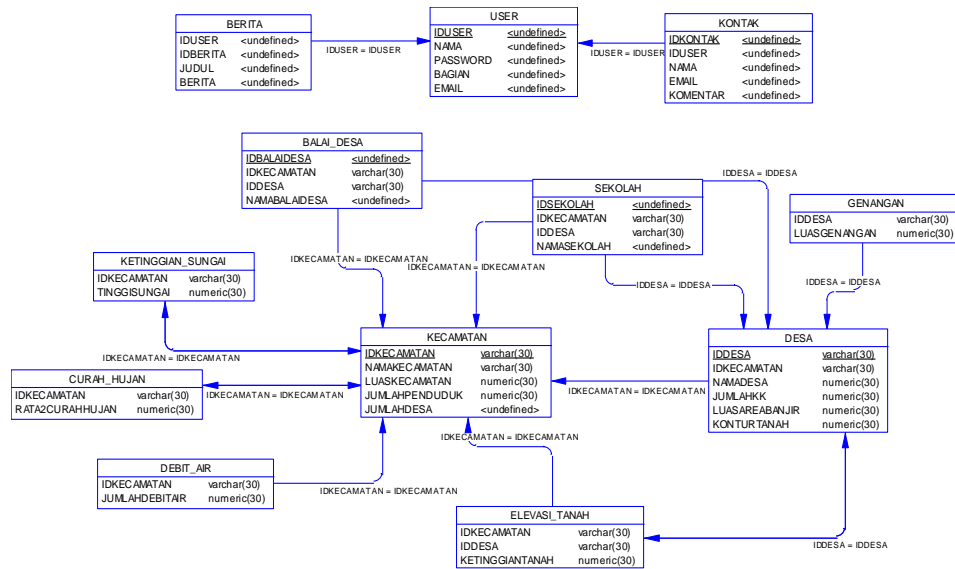 BERITA
IDUSER <undefined>
IDBERITA <undefined>
JUDUL <undefined>
BERITA <undefined>
IDUSER = IDUSER
USER
IDUSER <undefined>
NAMA <undefined>
PASSWORD <undefined>
BAGIAN <undefined>
EMAIL <undefined>
IDUSER = IDUSER
KONTAK
IDKONTAK <undefined>
IDUSER <undefined>
NAMA <undefined>
EMAIL <undefined>
KOMENTAR <undefined>
BALAI_DESA
IDBALAIDESA <undefined>
IDKECAMATAN varchar(30)
IDDESA varchar(30)
NAMABALAIDESA <undefined>
IDDESA = IDDESA
SEKOLAH
IDSEKOLAH <undefined>
IDKECAMATAN varchar(30)
IDDESA varchar(30)
NAMASEKOLAH <undefined>
GENANGAN
IDDESA varchar(30)
LUASGENANGAN numeric(30)
KETINGGIAN_SUNGAI
IDKECAMATAN varchar(30)
TINGGISUNGAI numeric(30)
IDKECAMATAN = IDKECAMATAN
IDKECAMATAN = IDKECAMATAN
IDDESA = IDDESA
IDDESA = IDDESA
IDKECAMATAN = IDKECAMATAN
KECAMATAN
IDKECAMATAN varchar(30)
NAMAKECAMATAN varchar(30)
LUASKECAMATAN numeric(30)
JUMLAHPENDUDUK numeric(30)
JUMLAHDESA <undefined>
DESA
IDDESA varchar(30)
IDKECAMATAN varchar(30)
NAMADESA numeric(30)
JUMLAHKK numeric(30)
LUASAREABANJIR numeric(30)
KONTURTANAH numeric(30)
CURAH_HUJAN
IDKECAMATAN varchar(30)
RATA2CURAHHUJAN numeric(30)
IDKECAMATAN = IDKECAMATAN
IDKECAMATAN = IDKECAMATAN
IDKECAMATAN = IDKECAMATAN
DEBIT_AIR
IDKECAMATAN varchar(30)
JUMLAHDEBITAIR numeric(30)
IDKECAMATAN = IDKECAMATAN
ELEVASI_TANAH
IDKECAMATAN varchar(30)
IDDESA varchar(30)
KETINGGIANTANAH numeric(30)
IDDESA = IDDESA